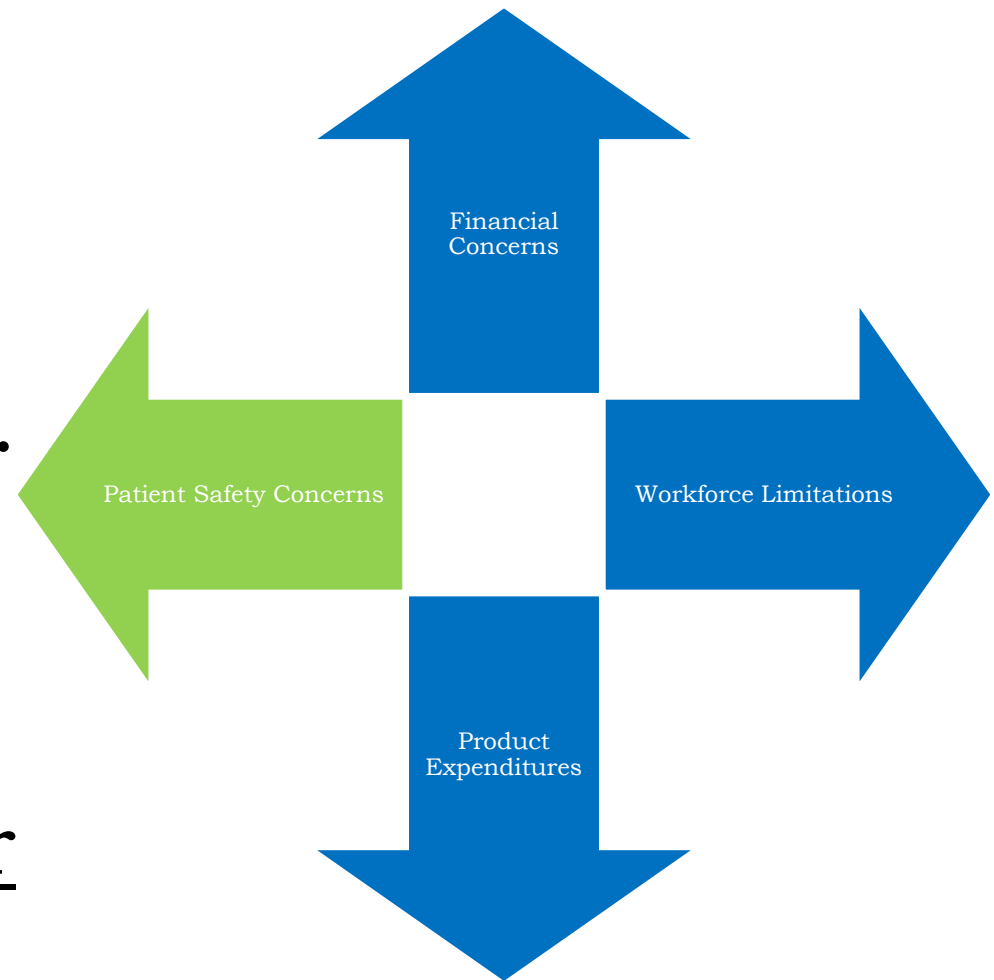 Financial
Concerns
Patient Safety Concerns
Workforce Limitations
Product
Expenditures
r